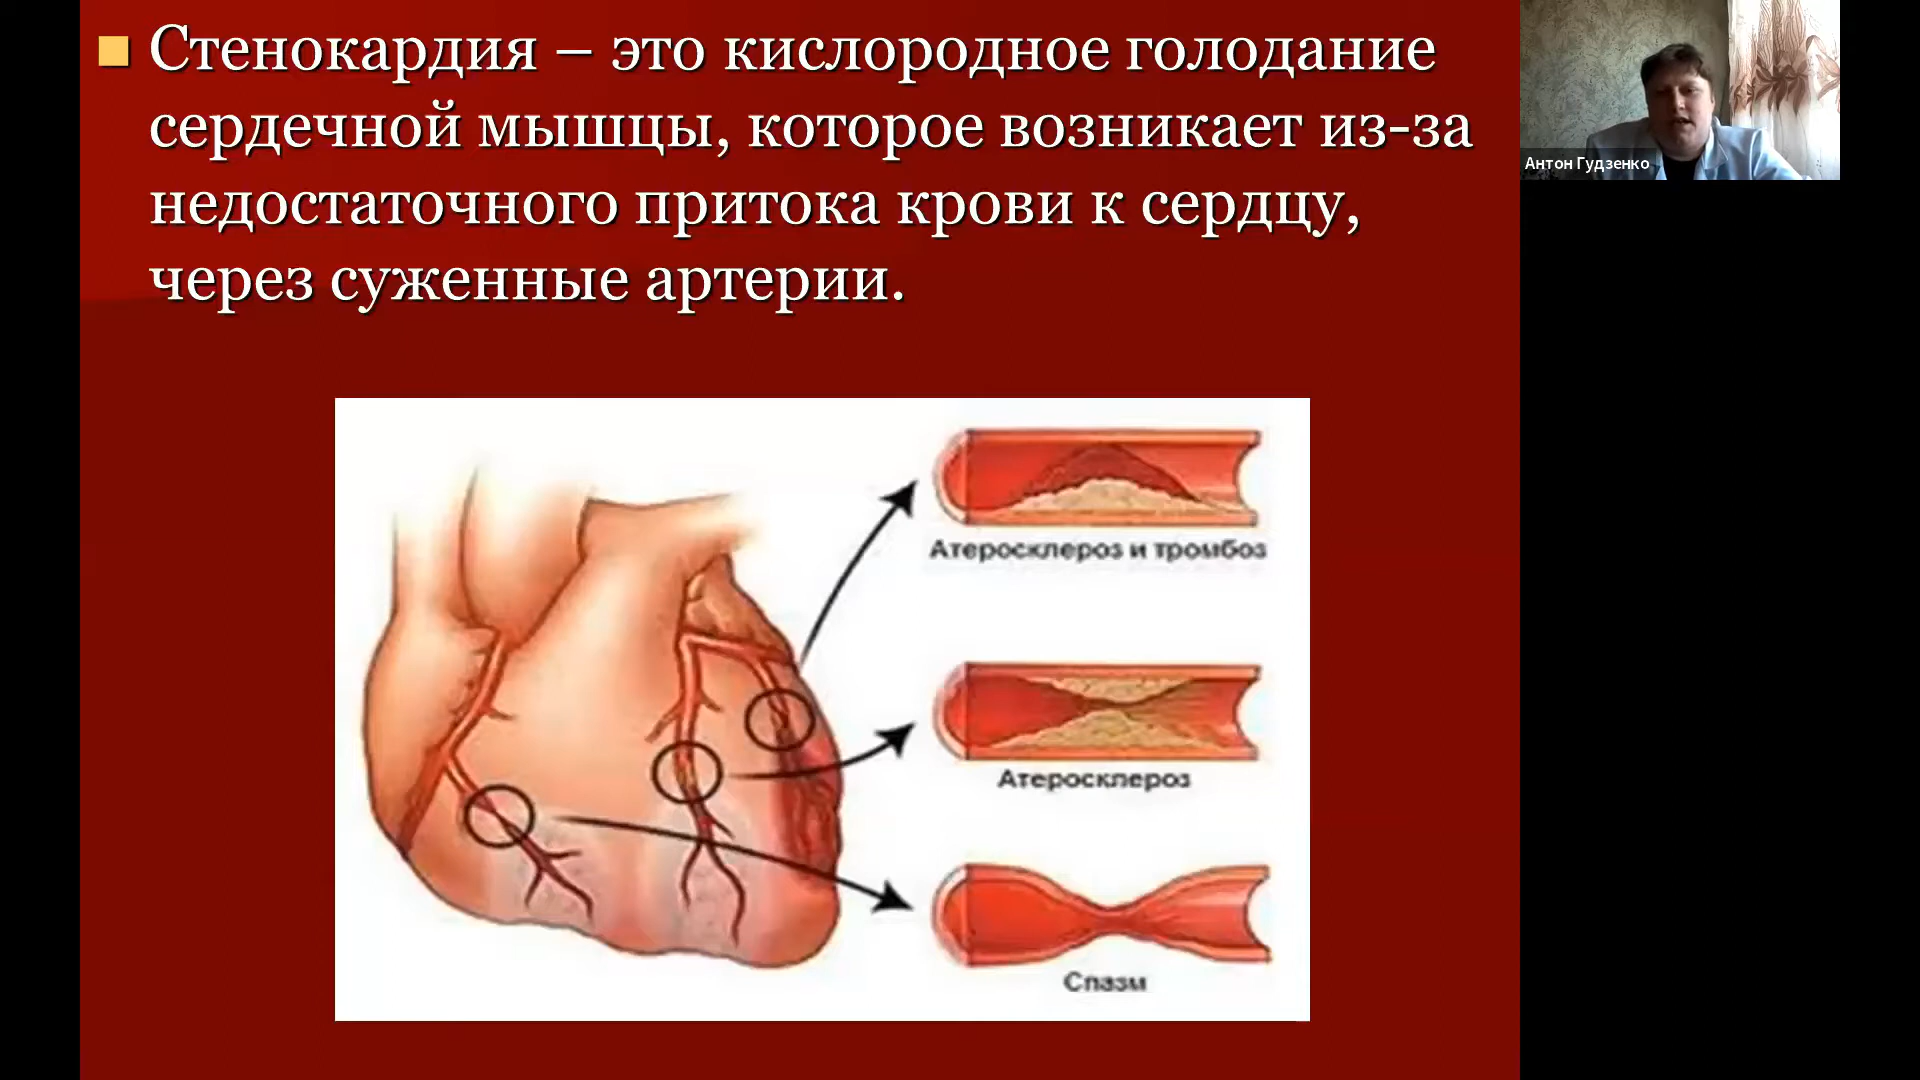 Стенокардия – это кислородное голодание
сердечной мышцы, которое возникает из-за
недостаточного притока крови к сердцу,
через суженные артерии.
Атеросклероз и тромбоз
Атеросклероз
Спазм
Антон Гудзенко